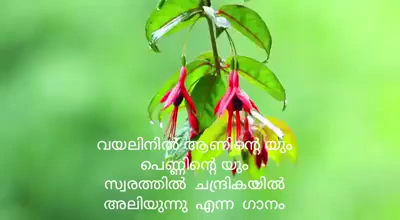 വയലിനിൽ ആണിന്റെ യും
പെണ്ണിന്റെ യും
സ്വരത്തിൽ ചന്ദ്രികയിൽ
അലിയുന്നു എന്ന ഗാനം